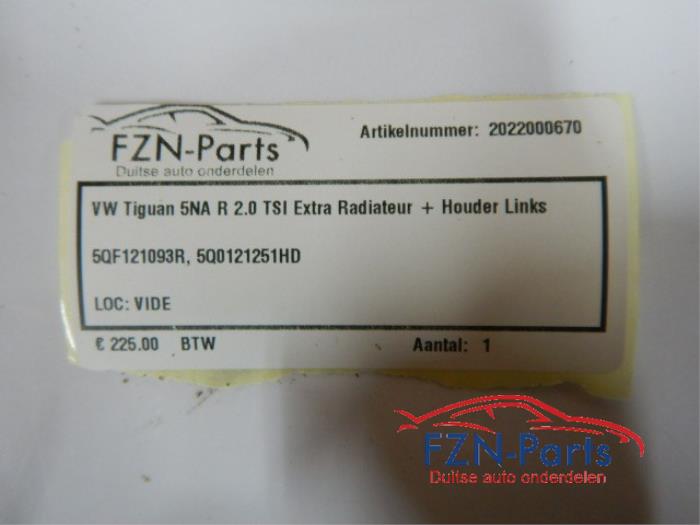 FZN-Parts
Duitse auto onderdelen
Artikelnummer: 2022000670
VW Tiguan 5NA R 2.0 TSI Extra Radiateur + Houder Links
5QF121093R, 5Q0121251HD
LOC: VIDE
€ 225.00 BTW Aantal: 1
FZN-Parts
Duitse auto onderdelen